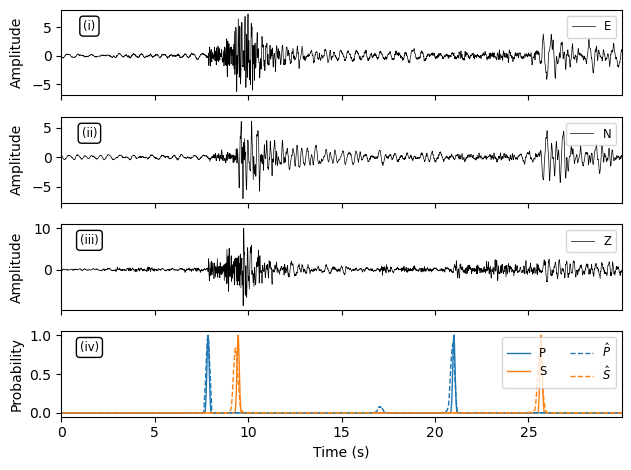 (i)
E
Amplitude
5
0
−5
(ii)
N
Amplitude
5
0
−5
(iii)
Z
Amplitude
10
0
(iv)
P
S
P̂
Ŝ
Probability
1.0
0.5
0.0
0 5 10 15 20 25
Time (s)